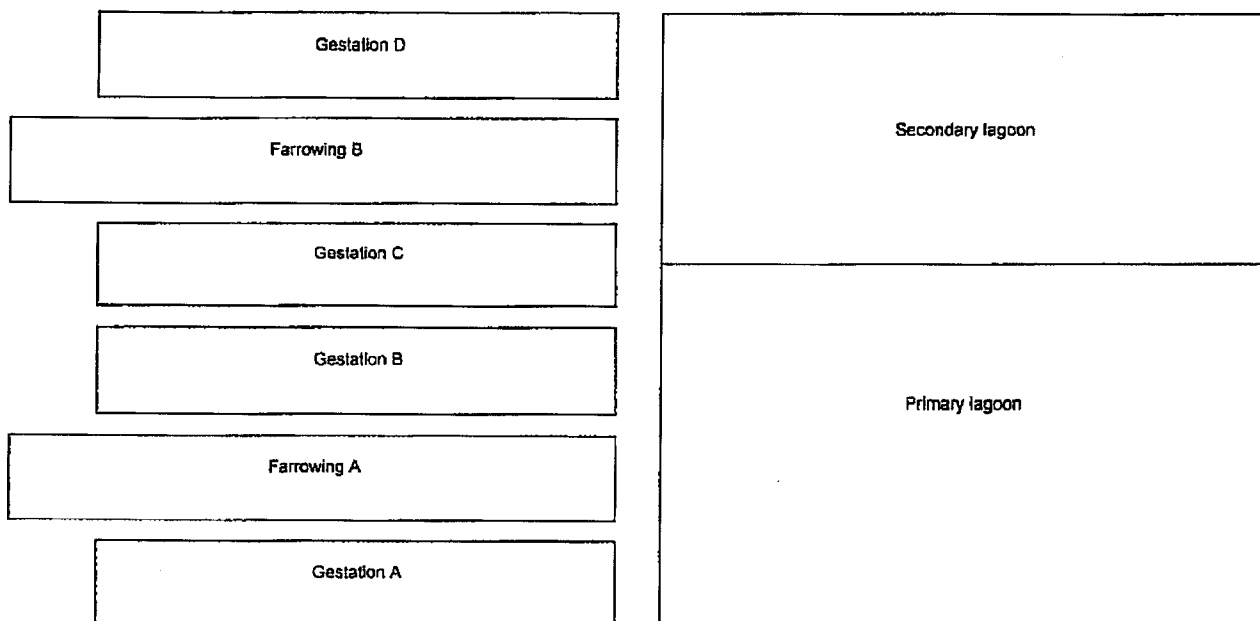 Gestation D
Farrowing B
Gestation C
Gestation B
Farrowing A
Gestation A
Secondary lagoon
Primary lagoon